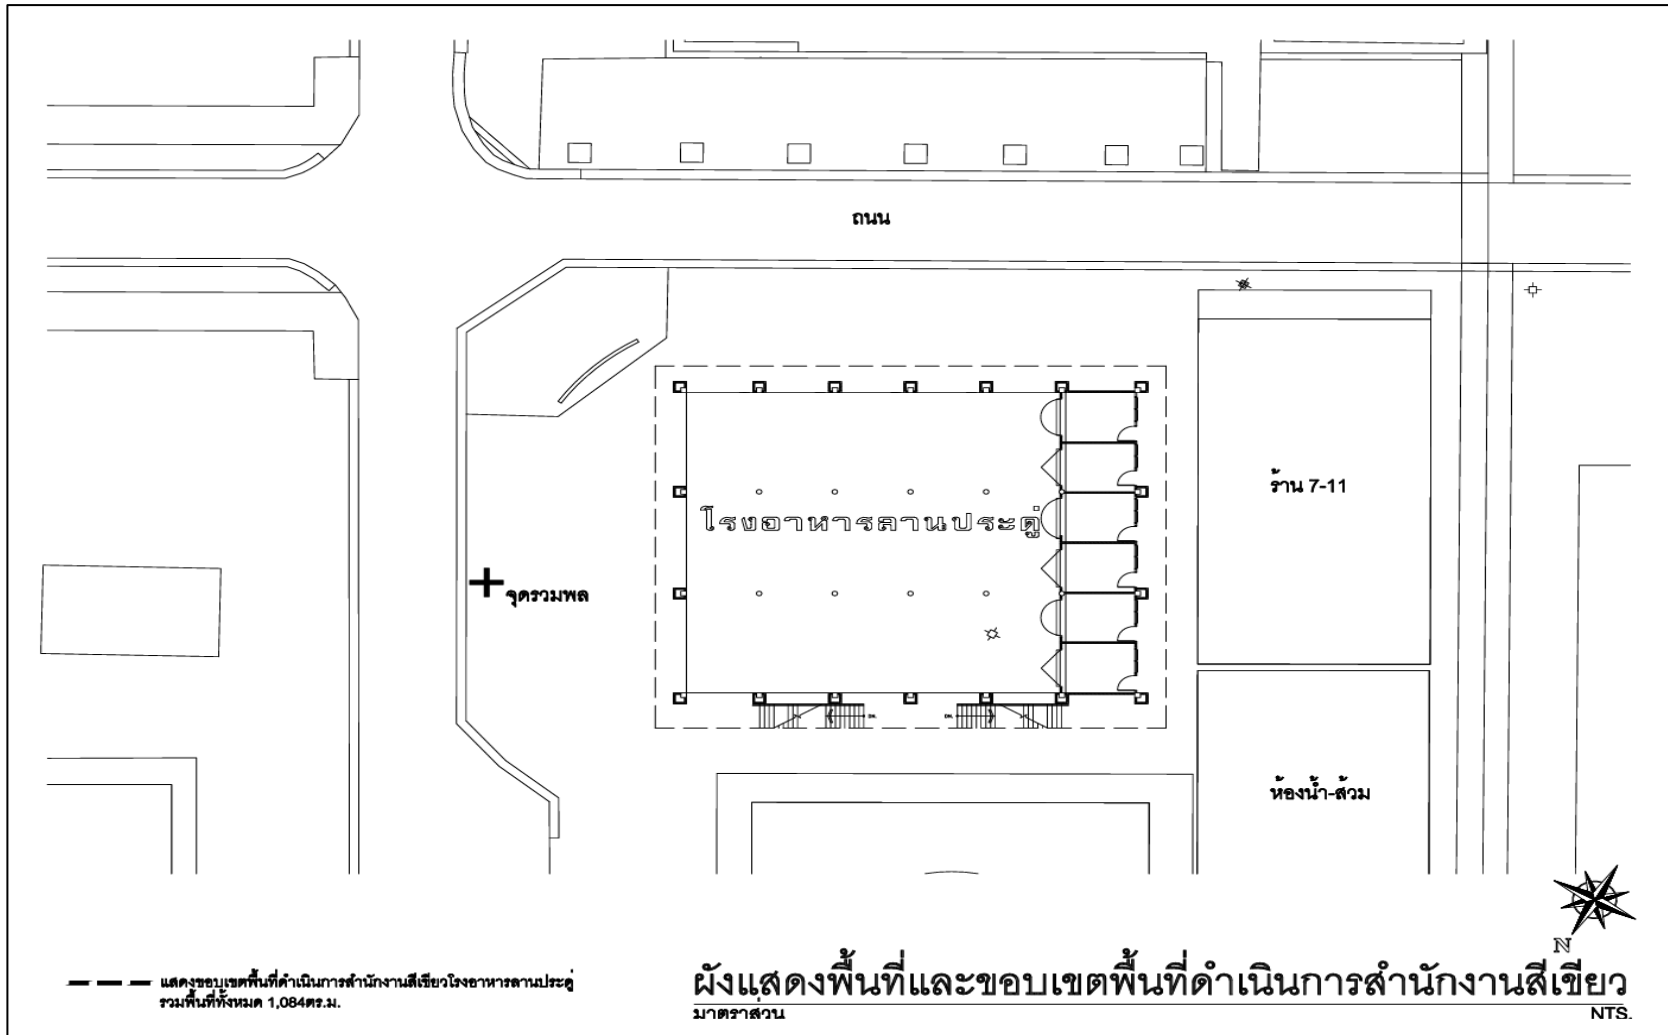 ถนน
ร้าน 7-11
โรงอาหารลานประดู่
จุดรวมพล
DN. DN.
ห้องน้ำ-ส้วม
N
แสดงขอบเขตพื้นที่ดำเนินการสำนักงานสีเขียวโรงอาหารลานประดู่
รวมพื้นที่ทั้งหมด 1,084ตร.ม.
ผังแสดงพื้นที่และขอบเขตพื้นที่ดำเนินการสำนักงานสีเขียว
มาตราส่วน NTS.